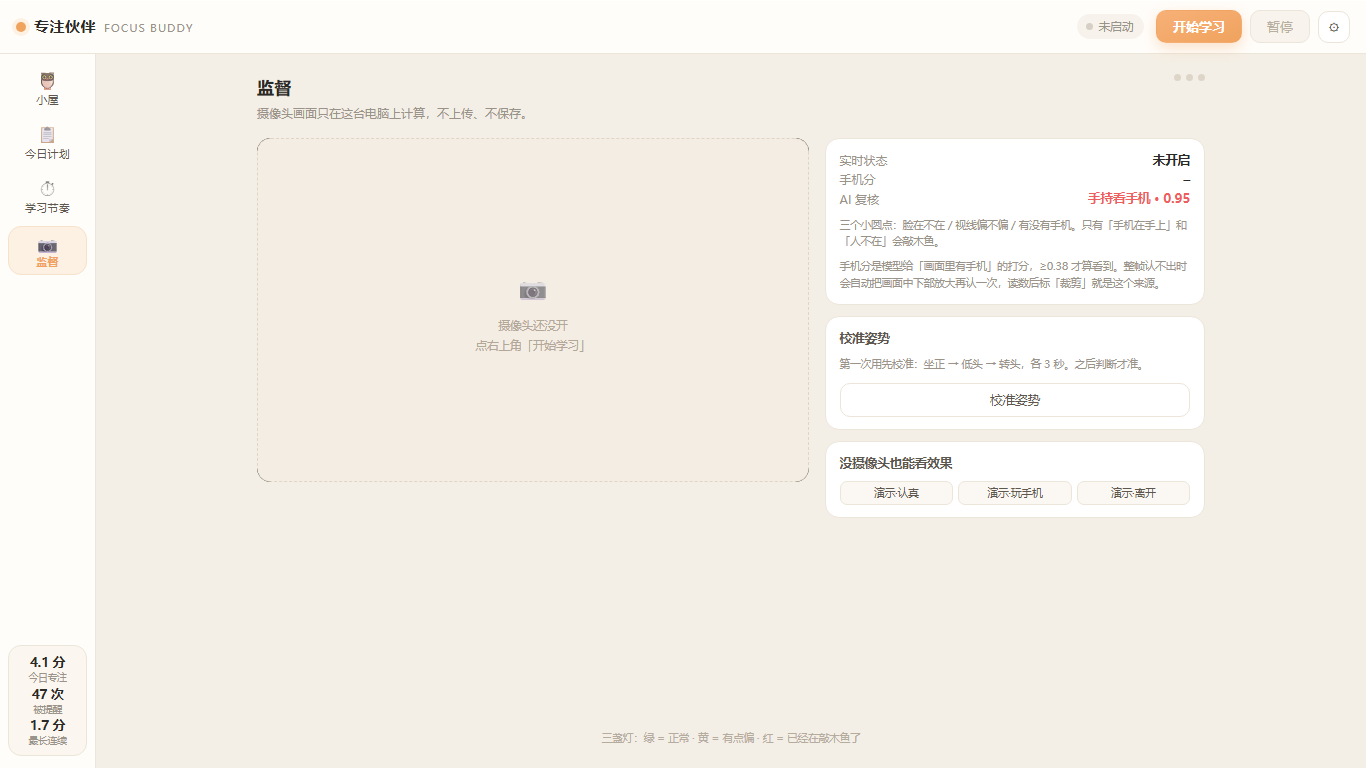 专注伙伴 FOCUS BUDDY
未启动
开始学习
暂停
小屋
今日计划
学习节奏
监督
4.1 分
今日专注
47 次
被提醒
1.7 分
最长连续
监督
摄像头画面只在这台电脑上计算，不上传、不保存。
摄像头还没开
点右上角「开始学习」
实时状态 未开启
手机分 –
AI 复核 手持看手机 • 0.95
三个小圆点：脸在不在 / 视线偏不偏 / 有没有手机。只有「手机在手上」和
「人不在」会敲木鱼。
手机分是模型给「画面里有手机」的打分，≥0.38 才算看到。整帧认不出时
会自动把画面中下部放大再认一次，读数后标「裁剪」就是这个来源。
校准姿势
第一次用先校准：坐正 → 低头 → 转头，各 3 秒。之后判断才准。
校准姿势
没摄像头也能看效果
演示·认真
演示·玩手机
演示·离开
三盏灯：绿 = 正常 · 黄 = 有点偏 · 红 = 已经在敲木鱼了